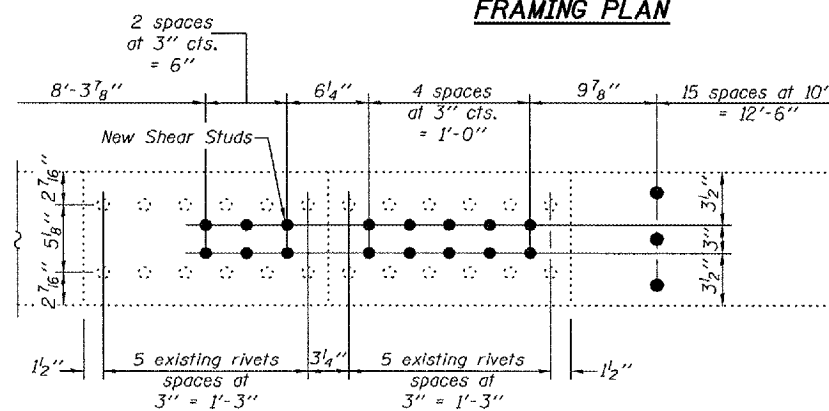 FRAMING PLAN
2 spaces
at 3" cts.
= 6"
8'-3 7/8"
6 1/4"
4 spaces
at 3" cts.
= 1'-0"
9 7/8"
15 spaces at 10"
= 12'-6"
New Shear Studs
2 7/16"
5 1/8"
2 7/16"
3 1/2"
3"
3 1/2"
1 1/2"
5 existing rivets
spaces at
3" = 1'-3"
3 1/4"
5 existing rivets
spaces at
3" = 1'-3"
1 1/2"